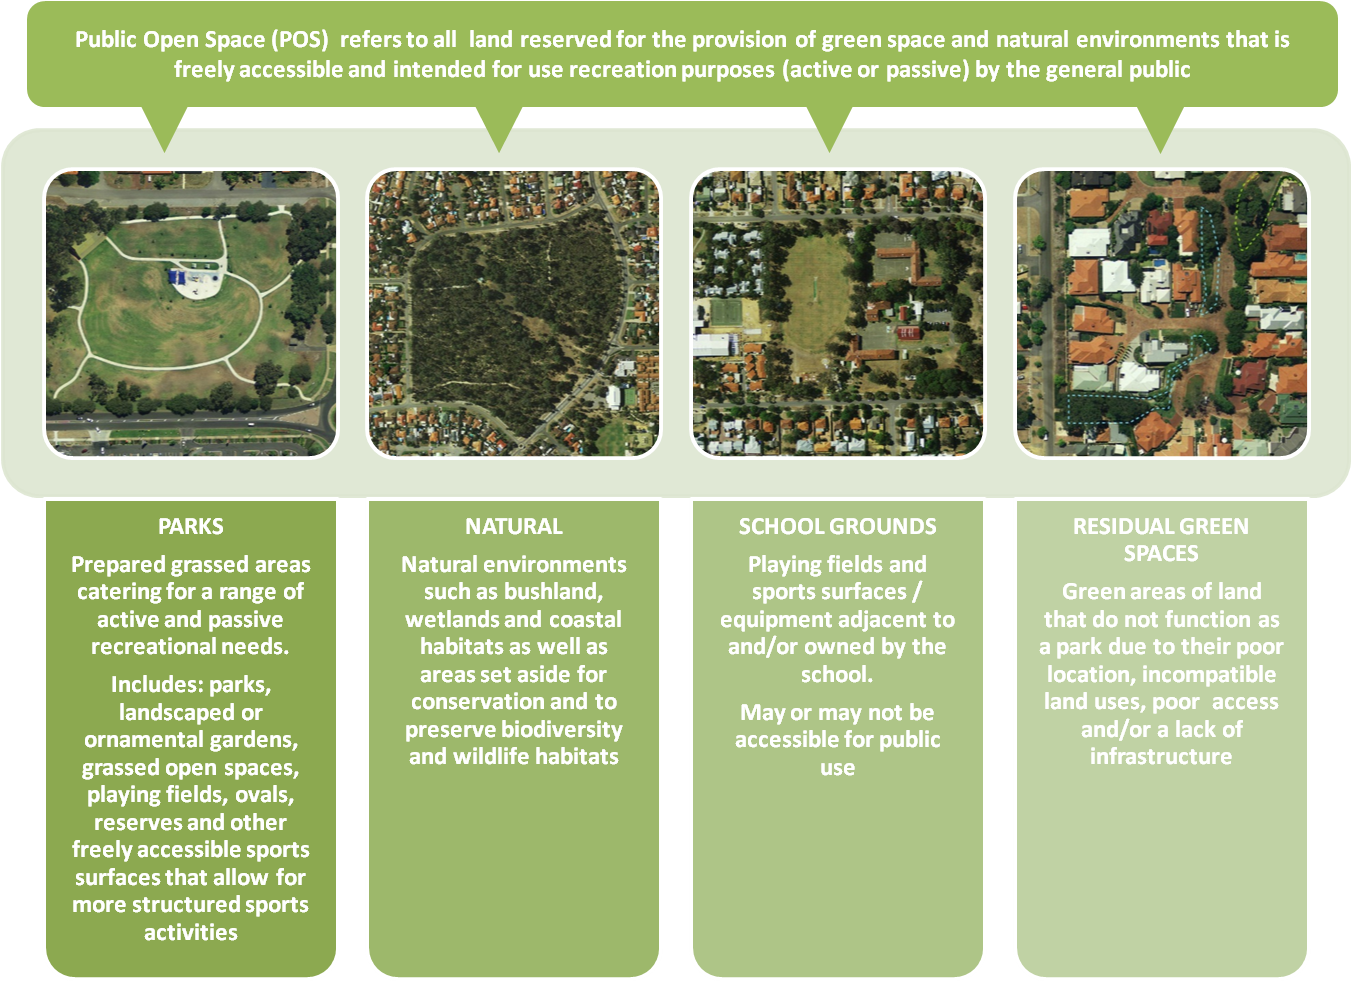 Public Open Space (POS) refers to all land reserved for the provision of green space and natural environments that is
freely accessible and intended for use recreation purposes (active or passive) by the general public
PARKS
Prepared grassed areas
catering for a range of
active and passive
recreational needs.
Includes: parks,
landscaped or
ornamental gardens,
grassed open spaces,
playing fields, ovals,
reserves and other
freely accessible sports
surfaces that allow for
more structured sports
activities
NATURAL
Natural environments
such as bushland,
wetlands and coastal
habitats as well as
areas set aside for
conservation and to
preserve biodiversity
and wildlife habitats
SCHOOL GROUNDS
Playing fields and
sports surfaces /
equipment adjacent to
and/or owned by the
school.
May or may not be
accessible for public
use
RESIDUAL GREEN
SPACES
Green areas of land
that do not function as
a park due to their poor
location, incompatible
land uses, poor access
and/or a lack of
infrastructure